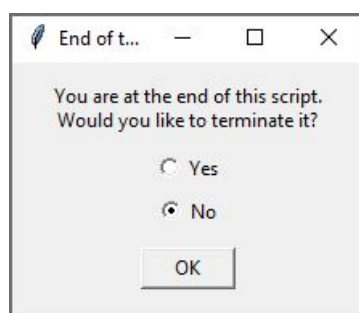 End of t...
You are at the end of this script.
Would you like to terminate it?
Yes
No
OK